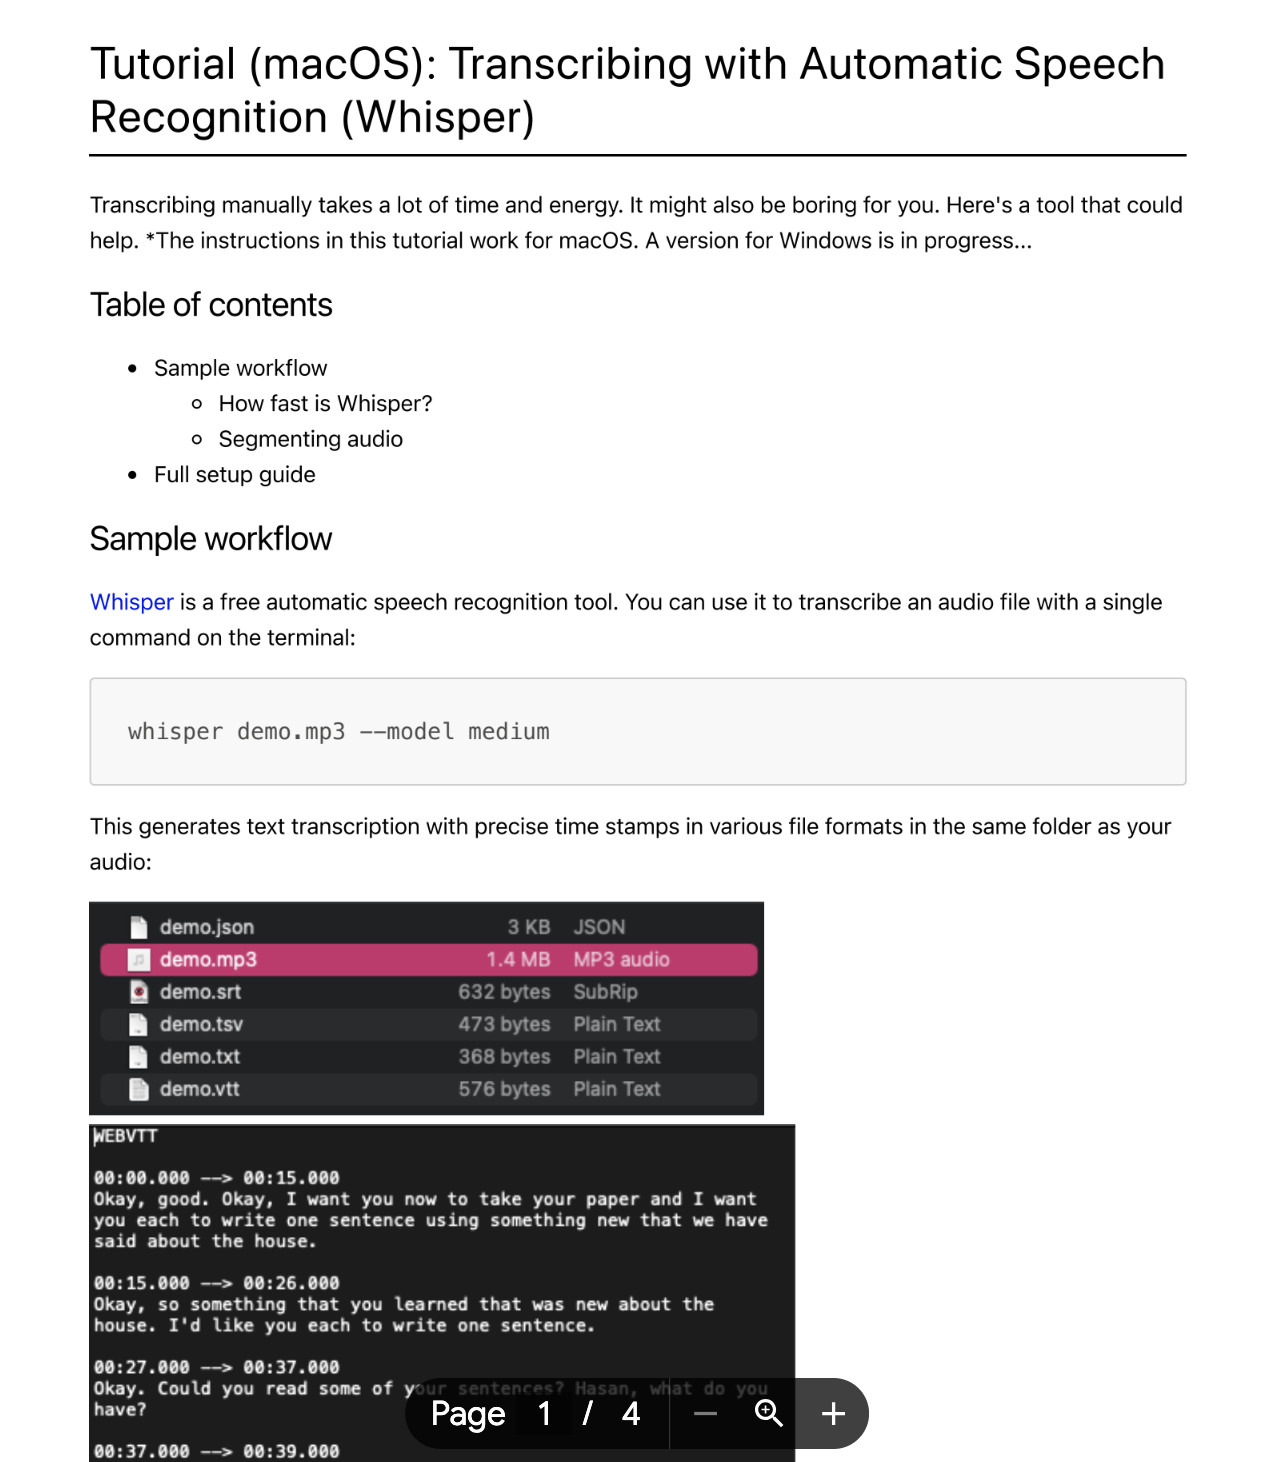 Tutorial (macOS): Transcribing with Automatic Speech
Recognition (Whisper)
Transcribing manually takes a lot of time and energy. It might also be boring for you. Here's a tool that could
help. *The instructions in this tutorial work for macOS. A version for Windows is in progress...
Table of contents
Sample workflow
How fast is Whisper?
Segmenting audio
Full setup guide
Sample workflow
Whisper is a free automatic speech recognition tool. You can use it to transcribe an audio file with a single
command on the terminal:
whisper demo.mp3 --model medium
This generates text transcription with precise time stamps in various file formats in the same folder as your
audio:
demo.json 3 KB JSON
demo.mp3 1.4 MB MP3 audio
demo.srt 632 bytes SubRip
demo.tsv 473 bytes Plain Text
demo.txt 368 bytes Plain Text
demo.vtt 576 bytes Plain Text
WEBVTT
00:00.000 --> 00:15.000
Okay, good. Okay, I want you now to take your paper and I want
you each to write one sentence using something new that we have
said about the house.
00:15.000 --> 00:26.000
Okay, so something that you learned that was new about the
house. I'd like you each to write one sentence.
00:27.000 --> 00:37.000
Okay. Could you read some of your sentences? Hasan, what do you
have?
00:37.000 --> 00:39.000
Page 1 / 4